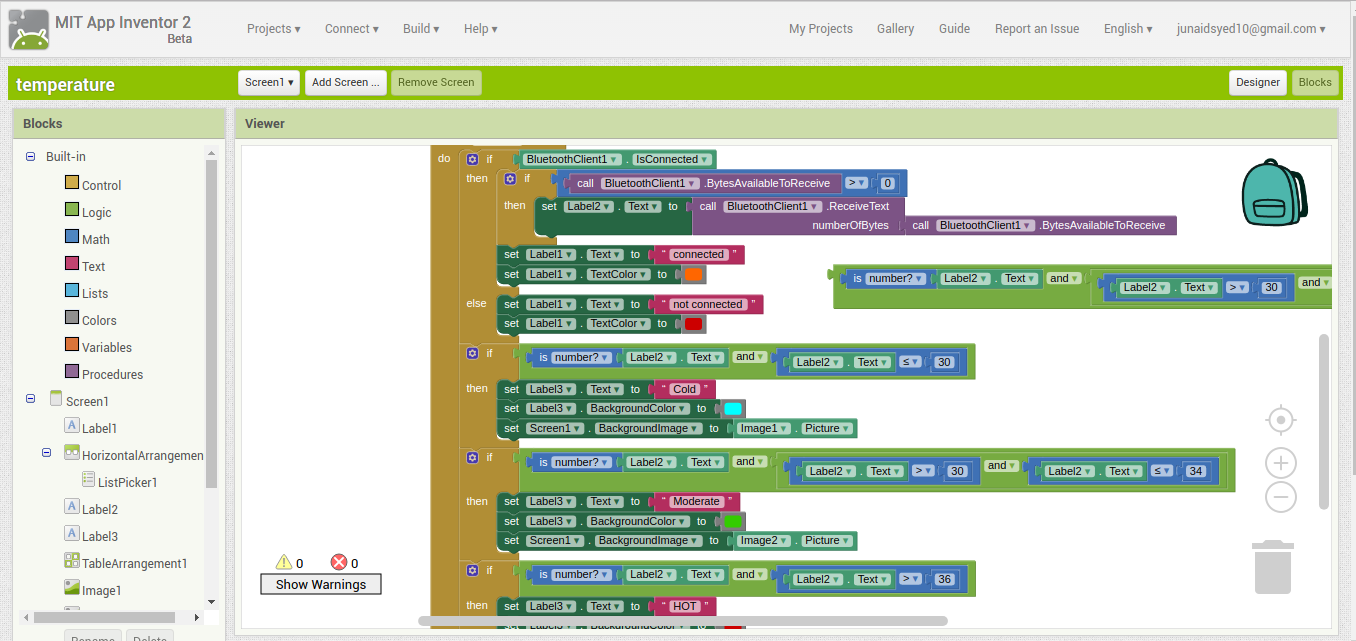 MIT App Inventor 2
Beta
Projects ▾ Connect ▾ Build ▾ Help ▾ My Projects Gallery Guide Report an Issue English ▾ junaidsyed10@gmail.com ▾
temperature Screen1 ▾ Add Screen ... Remove Screen Designer Blocks
Blocks
Built-in
Control
Logic
Math
Text
Lists
Colors
Variables
Procedures
Screen1
Label1
HorizontalArrangemen
ListPicker1
Label2
Label3
TableArrangement1
Image1
Rename Delete
Viewer
do if BluetoothClient1 ▾ . IsConnected ▾
then if call BluetoothClient1 ▾ .BytesAvailableToReceive > ▾ 0
then set Label2 ▾ . Text ▾ to call BluetoothClient1 ▾ .ReceiveText
numberOfBytes call BluetoothClient1 ▾ .BytesAvailableToReceive
set Label1 ▾ . Text ▾ to " connected "
set Label1 ▾ . TextColor ▾ to
is number? ▾ Label2 ▾ . Text ▾ and ▾ Label2 ▾ . Text ▾ > ▾ 30 and ▾
else set Label1 ▾ . Text ▾ to " not connected "
set Label1 ▾ . TextColor ▾ to
if is number? ▾ Label2 ▾ . Text ▾ and ▾ Label2 ▾ . Text ▾ ≤ ▾ 30
then set Label3 ▾ . Text ▾ to " Cold "
set Label3 ▾ . BackgroundColor ▾ to
set Screen1 ▾ . BackgroundImage ▾ to Image1 ▾ . Picture ▾
if is number? ▾ Label2 ▾ . Text ▾ and ▾ Label2 ▾ . Text ▾ > ▾ 30 and ▾ Label2 ▾ . Text ▾ ≤ ▾ 34
then set Label3 ▾ . Text ▾ to " Moderate "
set Label3 ▾ . BackgroundColor ▾ to
set Screen1 ▾ . BackgroundImage ▾ to Image2 ▾ . Picture ▾
if is number? ▾ Label2 ▾ . Text ▾ and ▾ Label2 ▾ . Text ▾ > ▾ 36
then set Label3 ▾ . Text ▾ to " HOT "
0 0
Show Warnings